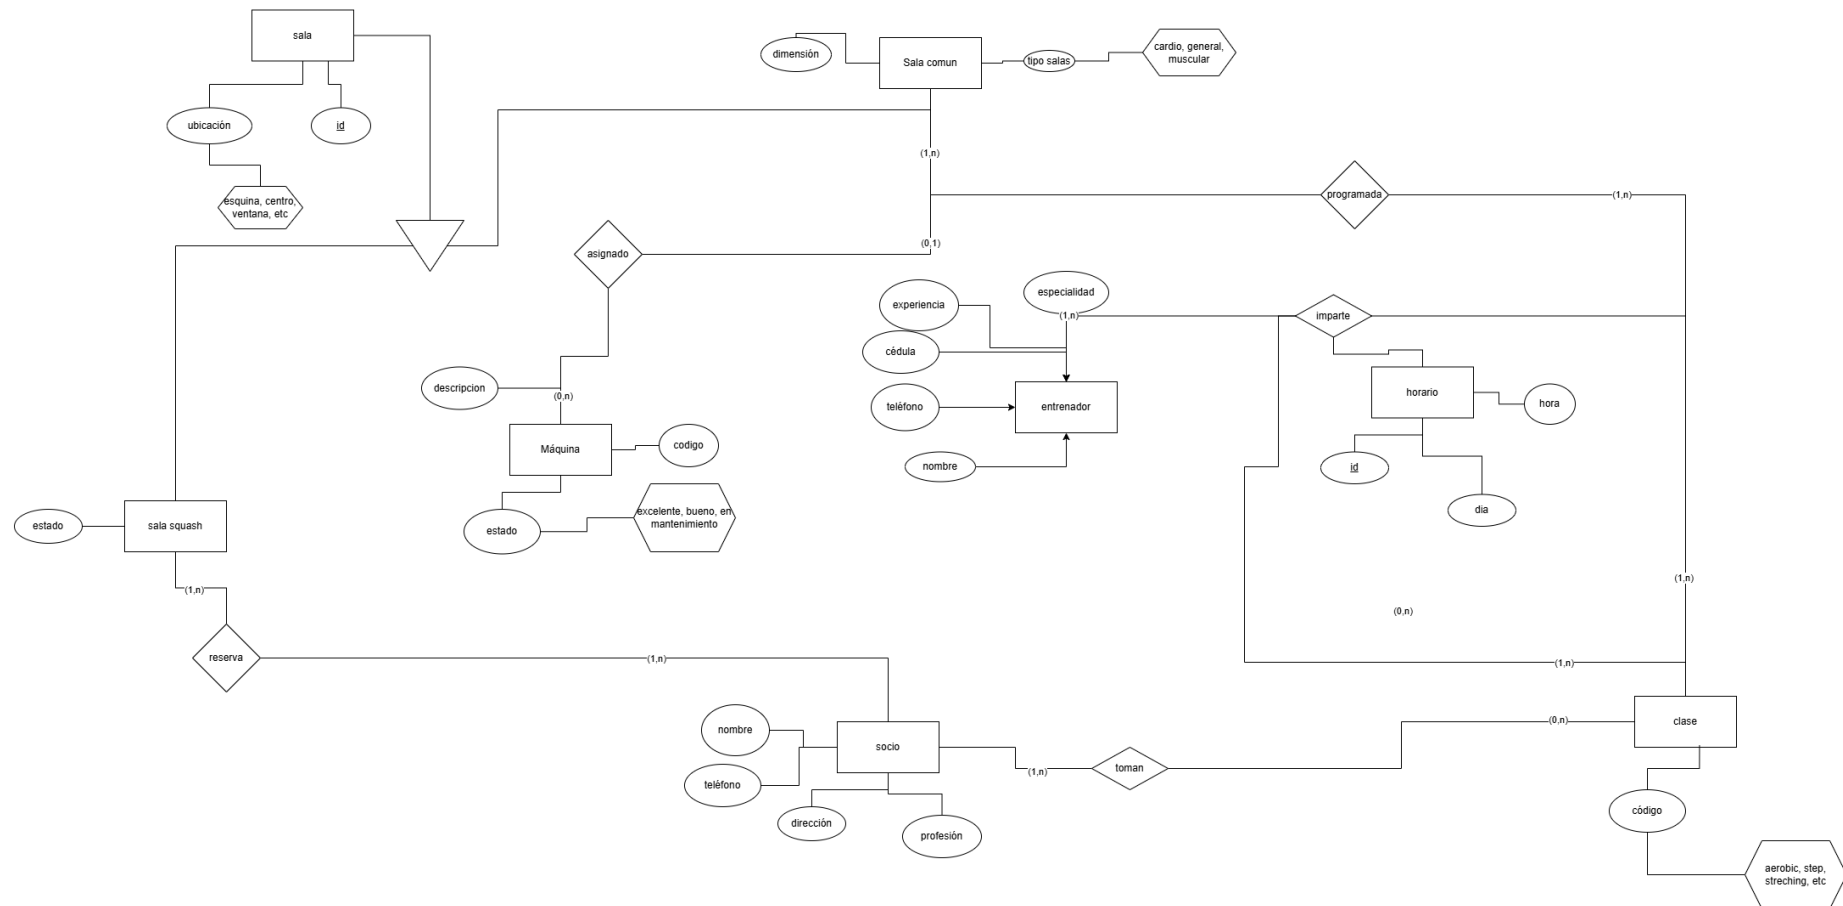 sala
Sala comun
dimensión
tipo salas
cardio, general,
muscular
ubicación
id
esquina, centro,
ventana, etc
(1,n)
programada
(1,n)
asignado
(0,1)
experiencia
especialidad
(1,n)
imparte
cédula
descripcion
(0,n)
teléfono
entrenador
horario
hora
Máquina
codigo
nombre
id
dia
estado
sala squash
estado
excelente, bueno, en
mantenimiento
(1,n)
(1,n)
(0,n)
reserva
(1,n)
(1,n)
nombre
socio
(0,n)
clase
teléfono
(1,n)
toman
dirección
profesión
código
aerobic, step,
streching, etc